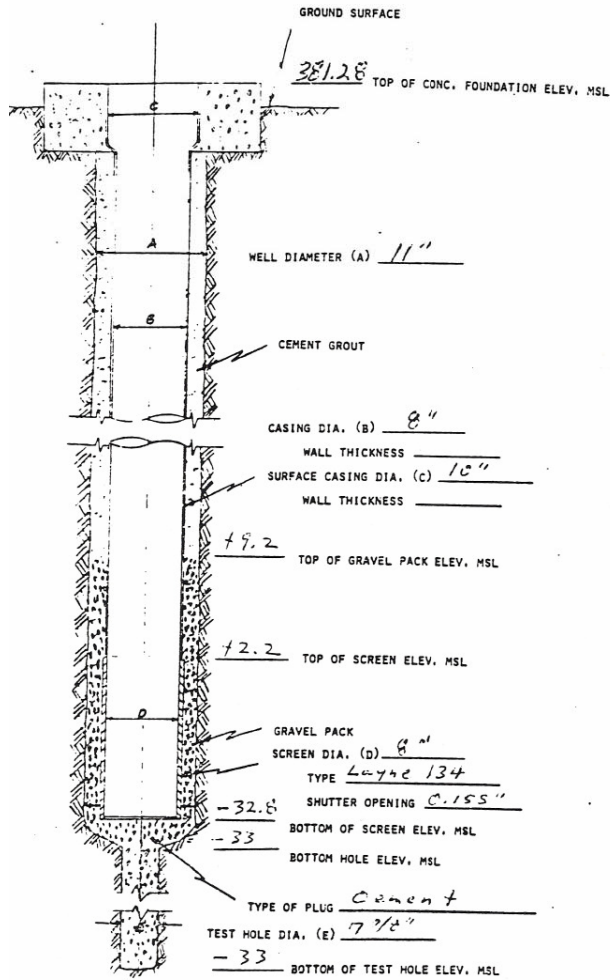 GROUND SURFACE
381.28 TOP OF CONC. FOUNDATION ELEV. MSL
C
A
WELL DIAMETER (A) 11"
B
CEMENT GROUT
CASING DIA. (B) 8"
WALL THICKNESS
SURFACE CASING DIA. (C) 10"
WALL THICKNESS
+9.2 TOP OF GRAVEL PACK ELEV. MSL
+2.2 TOP OF SCREEN ELEV. MSL
D
GRAVEL PACK
SCREEN DIA. (D) 8"
TYPE Layne 134
SHUTTER OPENING 0.155"
-32.8 BOTTOM OF SCREEN ELEV. MSL
-33 BOTTOM HOLE ELEV. MSL
TYPE OF PLUG Cement
TEST HOLE DIA. (E)
-33 BOTTOM OF TEST HOLE ELEV. MSL